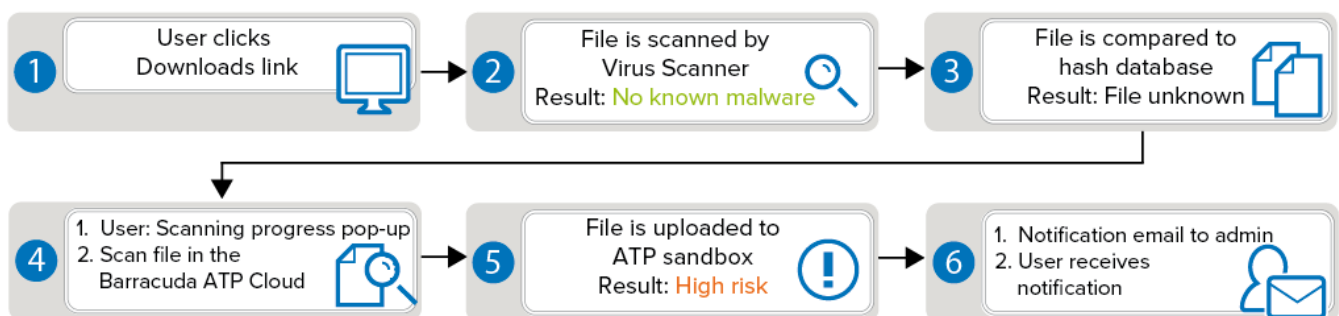 1
User clicks
Downloads link
2
File is scanned by
Virus Scanner
Result: No known malware
3
File is compared to
hash database
Result: File unknown
4
1. User: Scanning progress pop-up
2. Scan file in the
Barracuda ATP Cloud
5
File is uploaded to
ATP sandbox
Result: High risk
6
1. Notification email to admin
2. User receives
notification